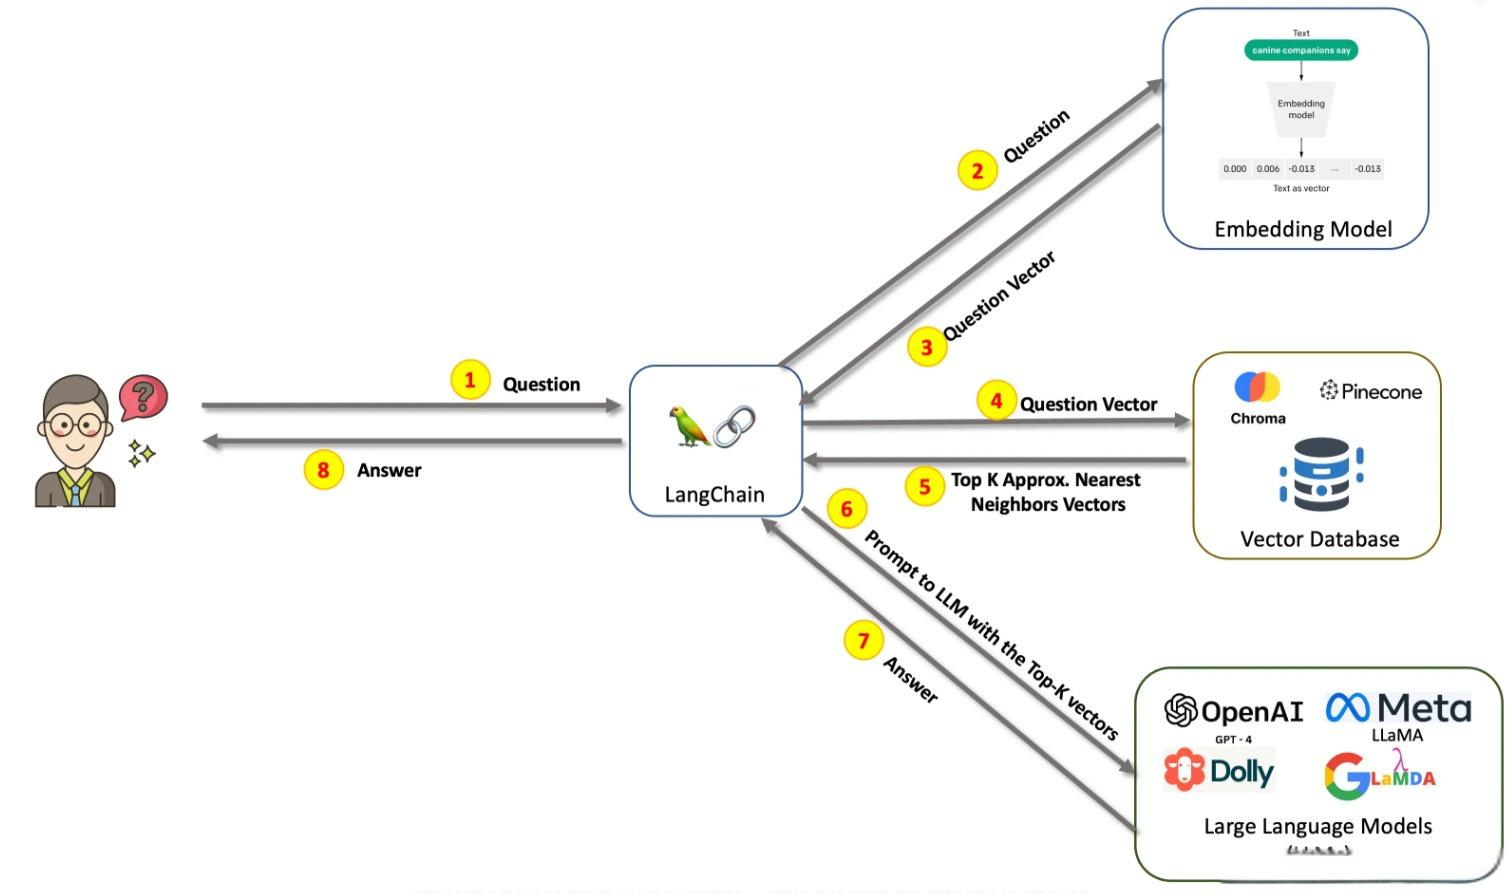 Text
canine companions say
Embedding
model
0.000 0.006 -0.013 ... -0.013
Text as vector
Embedding Model
2
Question
3
Question Vector
1
Question
8
Answer
LangChain
4
Question Vector
5
Top K Approx. Nearest
Neighbors Vectors
Chroma
Pinecone
Vector Database
6
Prompt to LLM with the Top-K vectors
7
Answer
OpenAI
GPT - 4
Meta
LLaMA
Dolly
LaMDA
Large Language Models